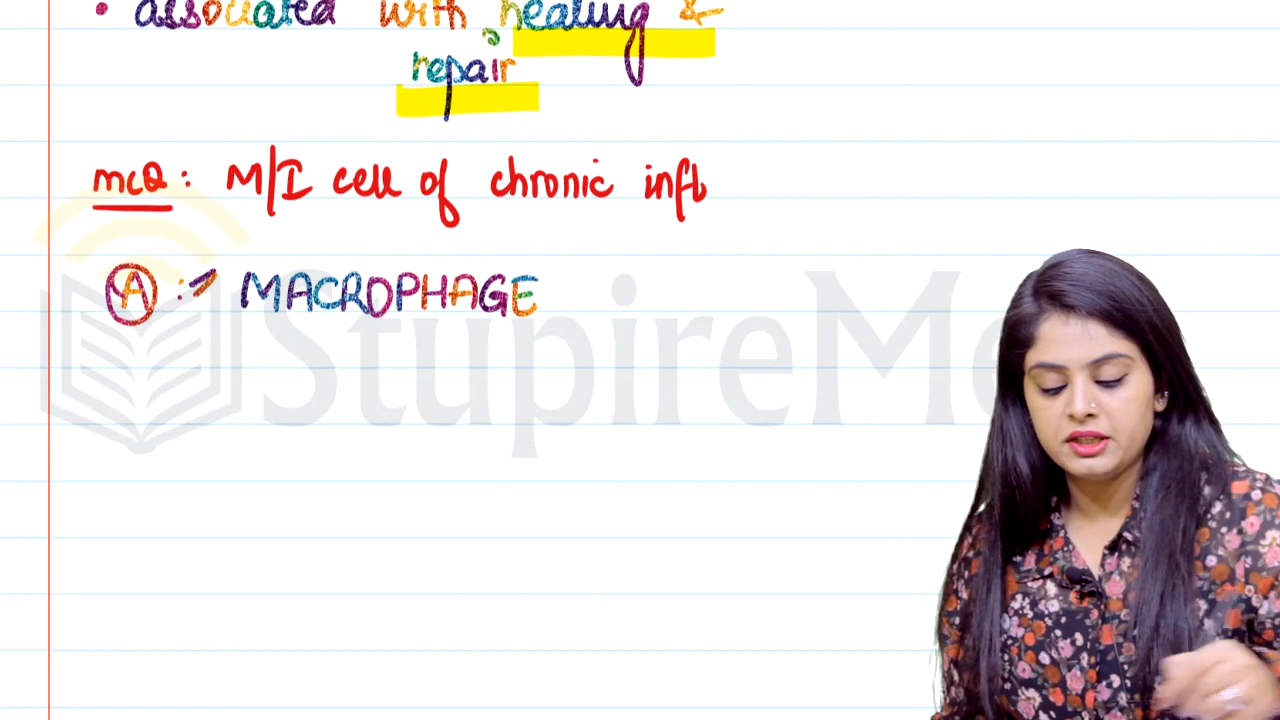 • associated with healing &
repair
mcQ: M/I cell of chronic infl
A :- MACROPHAGE
StupireMe